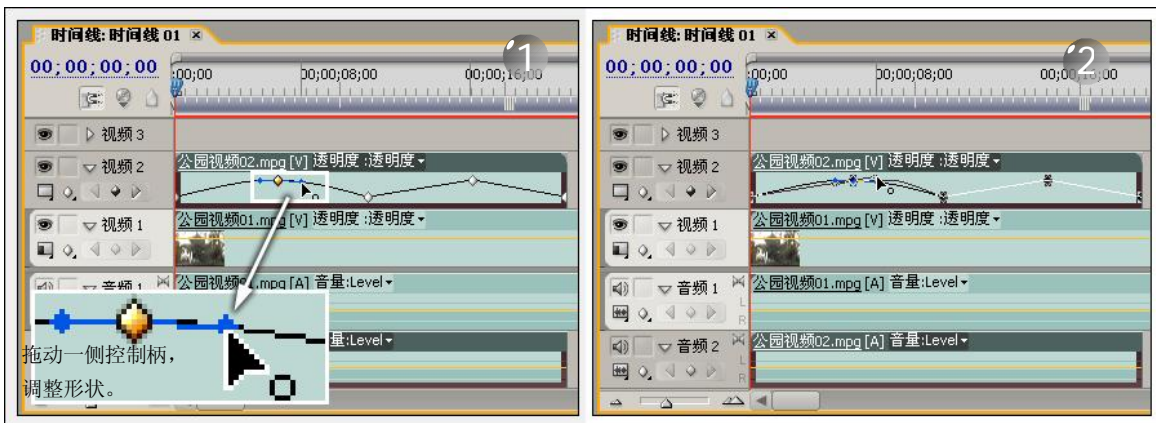 时间线: 时间线 01 ×
1
00;00;00;00
;00;00
00;00;08;00
00;00;16;00
视频 3
视频 2
公园视频02.mpg [V] 透明度 :透明度
视频 1
公园视频01.mpg [V] 透明度 :透明度
音频 1
公园视频01.mpg [A] 音量:Level
量:Level
拖动一侧控制柄，
调整形状。
时间线: 时间线 01 ×
2
00;00;00;00
;00;00
00;00;08;00
00;00;16;00
视频 3
视频 2
公园视频02.mpg [V] 透明度 :透明度
视频 1
公园视频01.mpg [V] 透明度 :透明度
音频 1
公园视频01.mpg [A] 音量:Level
L
R
音频 2
公园视频02.mpg [A] 音量:Level
L
R